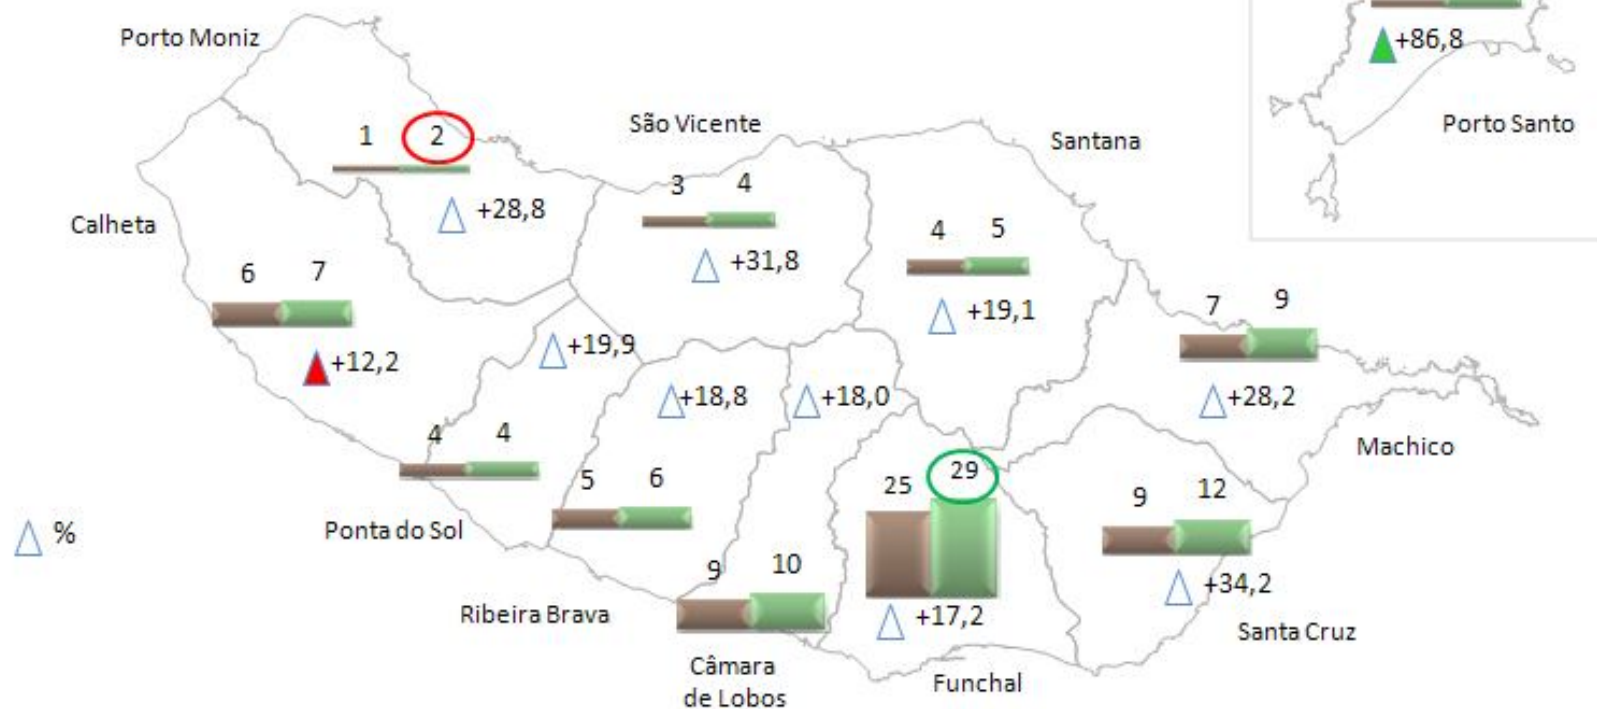 +86,8
Porto Santo
Porto Moniz
1 2
+28,8
São Vicente
3 4
+31,8
Santana
4 5
+19,1
Calheta
6 7
+12,2
+19,9
4 4
Ponta do Sol
+18,8
5 6
Ribeira Brava
+18,0
9 10
Câmara
de Lobos
25 29
+17,2
Funchal
7 9
+28,2
Machico
9 12
+34,2
Santa Cruz
%